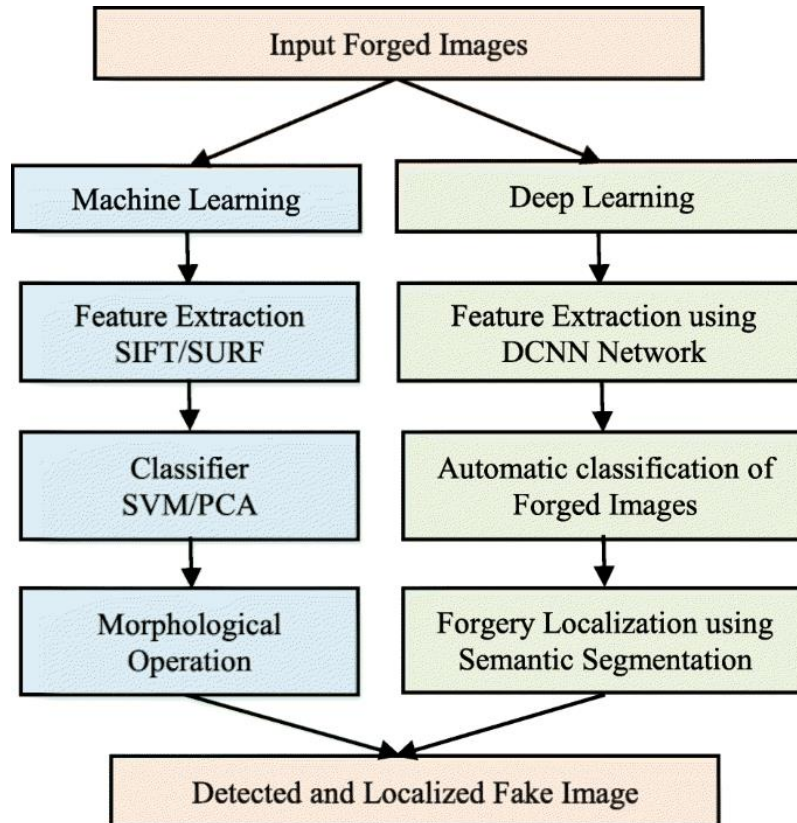 Input Forged Images
Machine Learning
Deep Learning
Feature Extraction
SIFT/SURF
Feature Extraction using
DCNN Network
Classifier
SVM/PCA
Automatic classification of
Forged Images
Morphological
Operation
Forgery Localization using
Semantic Segmentation
Detected and Localized Fake Image